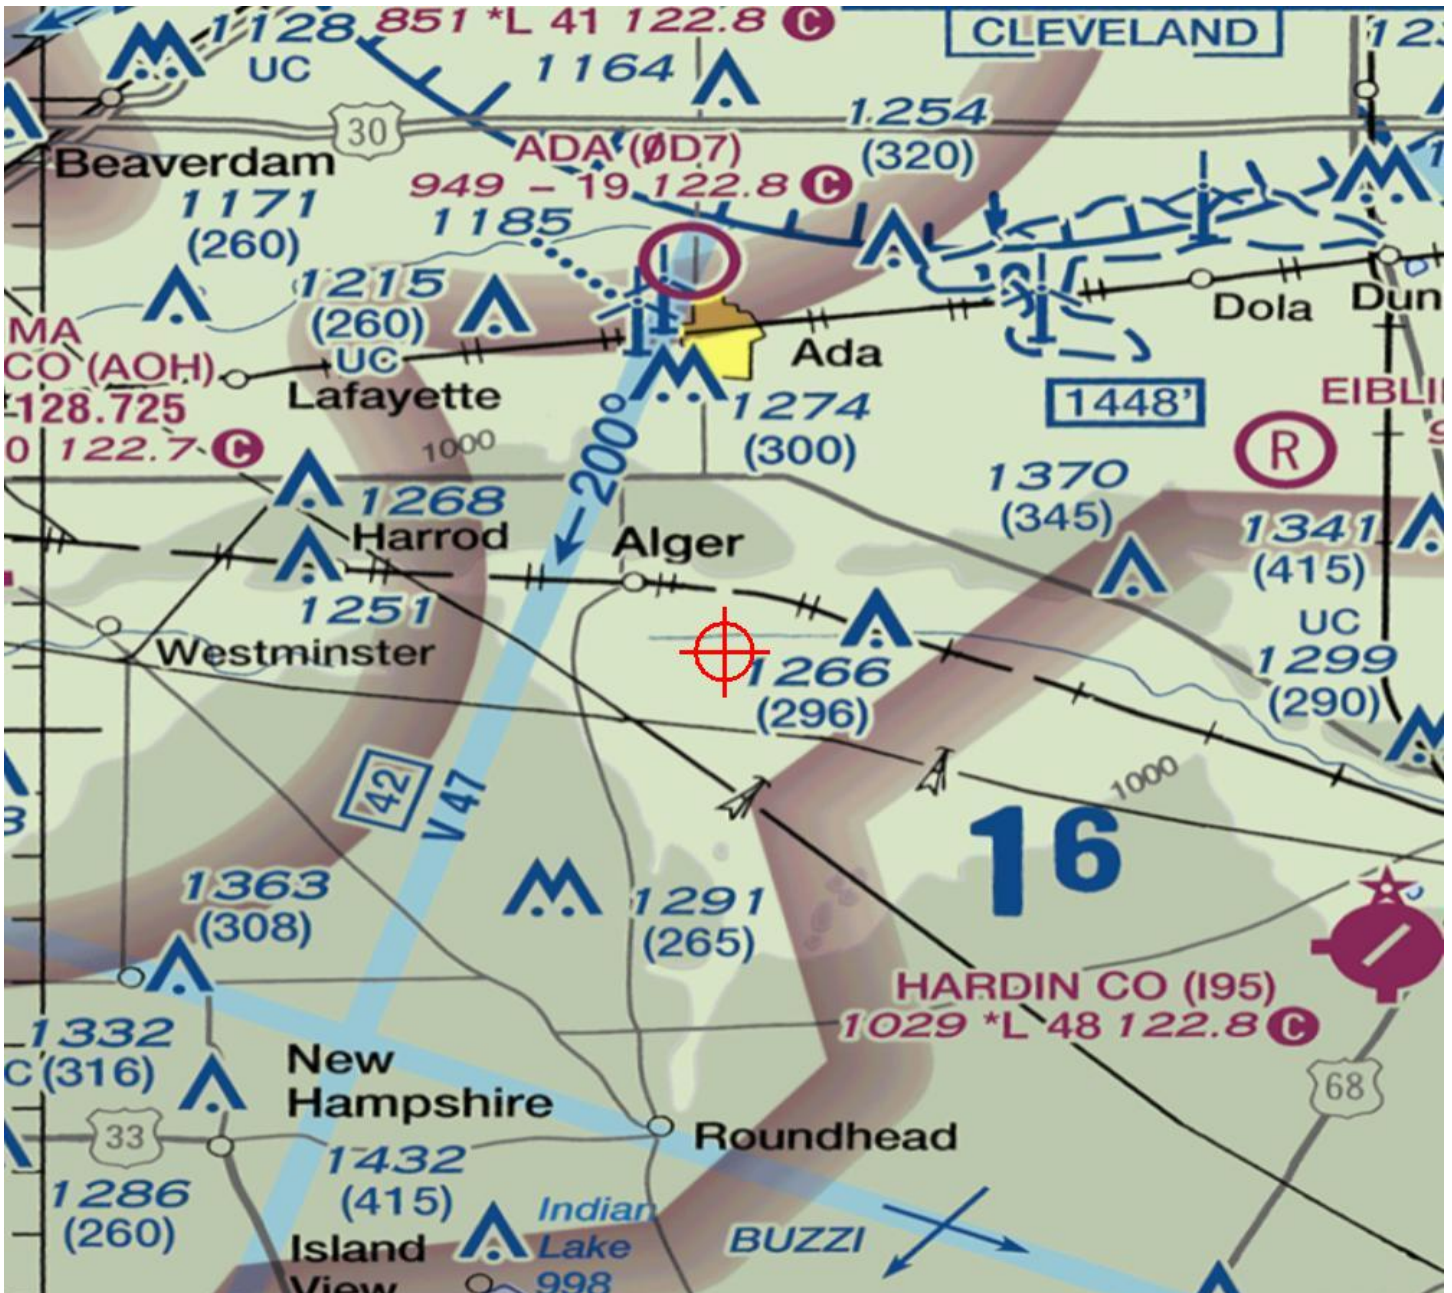 1128
UC
851 *L 41 122.8 C
1164
CLEVELAND
30
Beaverdam
ADA (ØD7)
949 – 19 122.8 C
1254
(320)
1171
(260)
1185
1215
(260)
UC
Lafayette
Ada
Dola
MA
CO (AOH)
128.725
122.7 C
1000
200°
1274
(300)
1448'
R
1370
(345)
1341
(415)
UC
1299
(290)
1268
Harrod
1251
Alger
Westminster
1266
(296)
42
V 47
1000
16
1363
(308)
1291
(265)
HARDIN CO (I95)
1029 *L 48 122.8 C
1332
(316)
New
Hampshire
33
68
Roundhead
1432
(415)
1286
(260)
Island
View
Indian
Lake
998
BUZZI